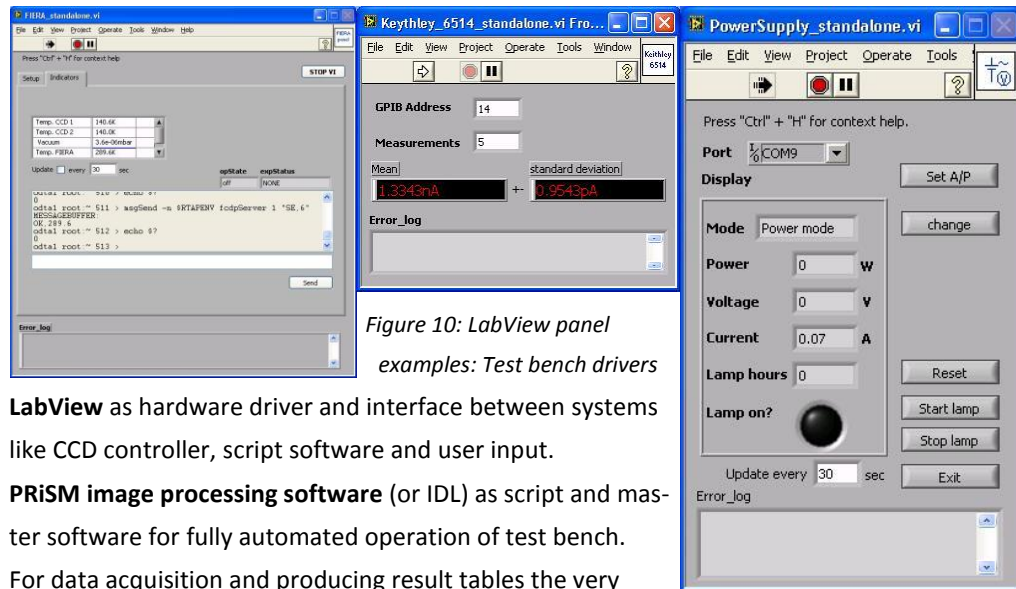 FIERA_standalone.vi
File Edit View Project Operate Tools Window Help
FIERA
Press "Ctrl" + "H" for context help
STOP VI
Setup Indicators
Temp. CCD 1 140.6K
Temp. CCD 2 140.0K
Vacuum 3.6e-06mbar
Temp. FIERA 289.6K
Update every 30 sec
opState expStatus
off NONE
odtal root:~ 510 > echo $?
0
odtal root:~ 511 > msgSend -n $RTAPENV fcdpServer 1 "SE,6"
MESSAGEBUFFER:
OK,289.6
odtal root:~ 512 > echo $?
0
odtal root:~ 513 >
Send
Error_log
Keythley_6514_standalone.vi Fro...
File Edit View Project Operate Tools Window
Keithley
6514
GPIB Address 14
Measurements 5
Mean standard deviation
1.3343nA +- 0.9543pA
Error_log
Figure 10: LabView panel
examples: Test bench drivers
LabView as hardware driver and interface between systems
like CCD controller, script software and user input.
PRiSM image processing software (or IDL) as script and mas-
ter software for fully automated operation of test bench.
For data acquisition and producing result tables the very
PowerSupply_standalone.vi
File Edit View Project Operate Tools
Press "Ctrl" + "H" for context help.
Port COM9
Display Set A/P
Mode Power mode change
Power 0 W
Voltage 0 V
Current 0.07 A
Lamp hours 0 Reset
Lamp on? Start lamp
Stop lamp
Update every 30 sec Exit
Error_log